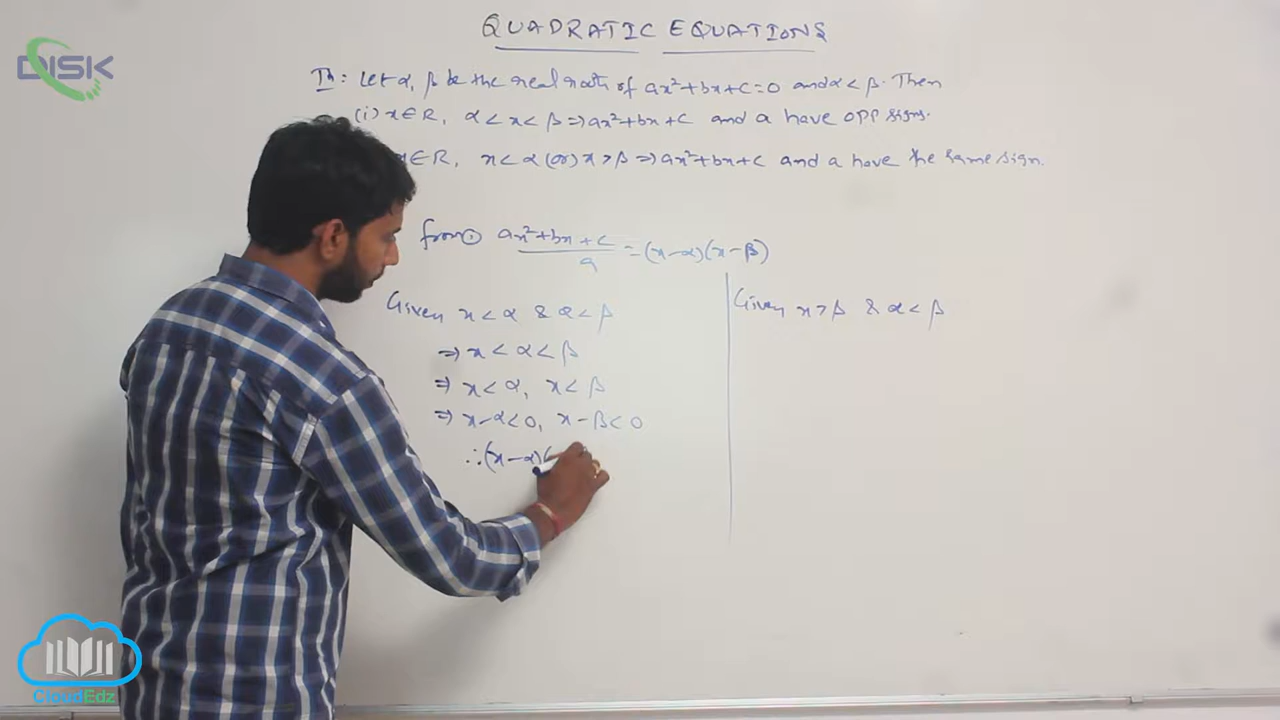 QUADRATIC EQUATIONS
DISK
Th: Let α, β be the real roots of ax²+bx+c=0 and α<β. Then
(i) x∈R, α<x<β ⇒ ax²+bx+c and a have opp signs.
x∈R, x<α (or) x>β ⇒ ax²+bx+c and a have the same sign.
from ① ax²+bx+c/a = (x-α)(x-β)
Given x<α & α<β
⇒ x<α<β
⇒ x<α, x<β
⇒ x-α<0, x-β<0
∴ (x-α)(
Given x>β & α<β
CloudEdz